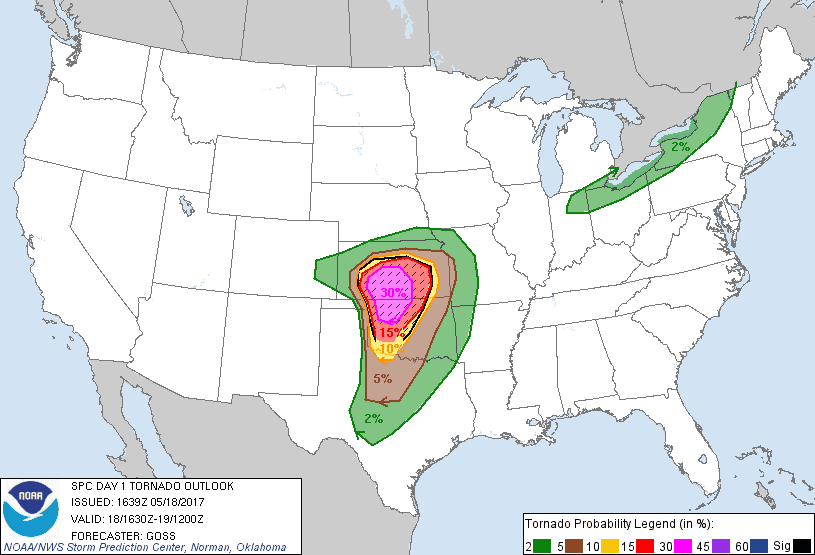 2%
30%
15%
10%
5%
2%
NOAA
SPC DAY 1 TORNADO OUTLOOK
ISSUED: 1639Z 05/18/2017
VALID: 18/1630Z-19/1200Z
FORECASTER: GOSS
NOAA/NWS Storm Prediction Center, Norman, Oklahoma
Tornado Probability Legend (in %):
2 5 10 15 30 45 60 Sig